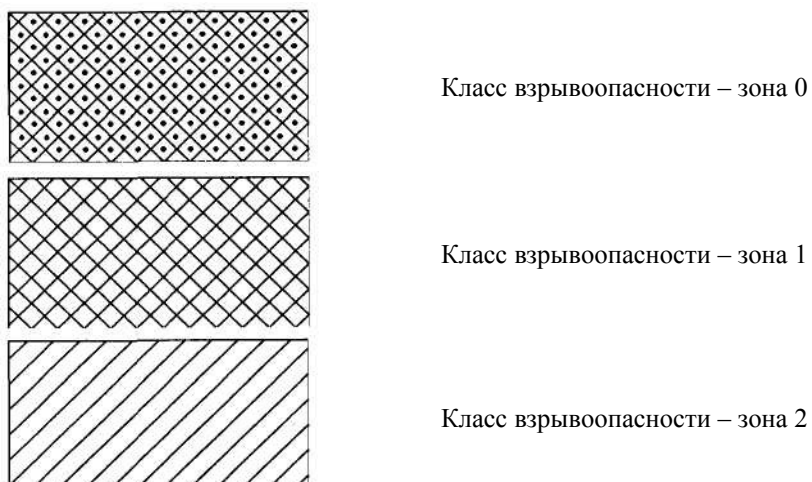 Класс взрывоопасности – зона 0
Класс взрывоопасности – зона 1
Класс взрывоопасности – зона 2